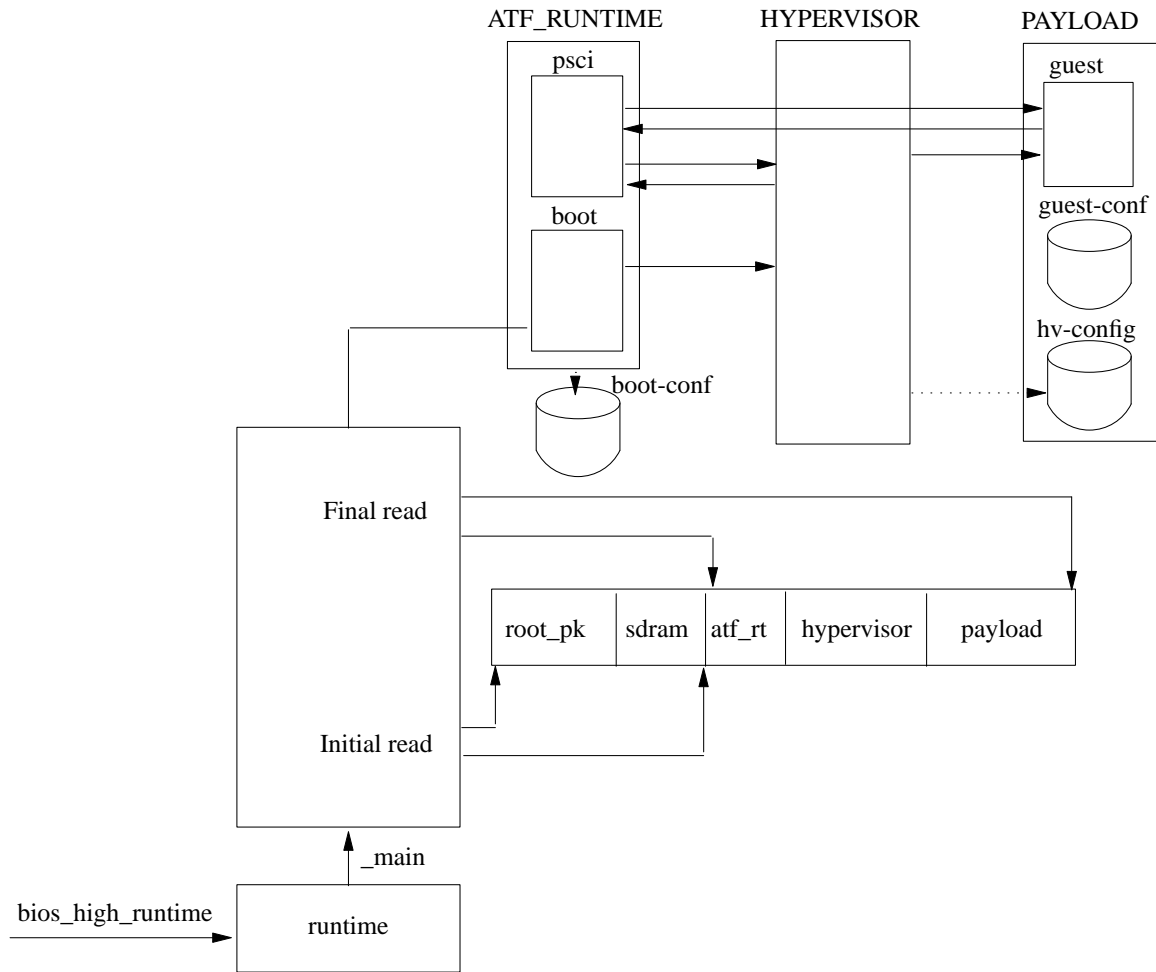 ATF_RUNTIME
HYPERVISOR
PAYLOAD
psci
guest
boot
guest-conf
hv-config
boot-conf
Final read
root_pk
sdram
atf_rt
hypervisor
payload
Initial read
_main
bios_high_runtime
runtime